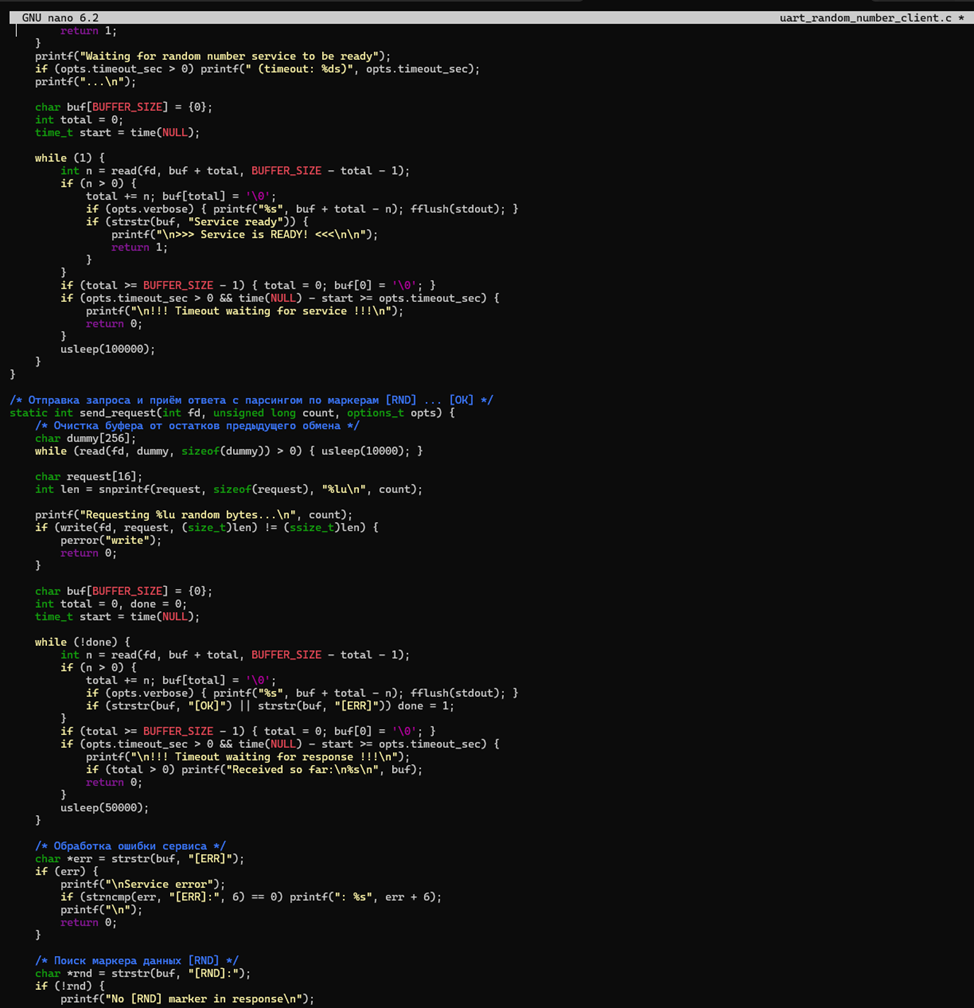 GNU nano 6.2 uart_random_number_client.c *
        return 1;
    }
    printf("Waiting for random number service to be ready");
    if (opts.timeout_sec > 0) printf(" (timeout: %ds)", opts.timeout_sec);
    printf("...\n");

    char buf[BUFFER_SIZE] = {0};
    int total = 0;
    time_t start = time(NULL);

    while (1) {
        int n = read(fd, buf + total, BUFFER_SIZE - total - 1);
        if (n > 0) {
            total += n; buf[total] = '\0';
            if (opts.verbose) { printf("%s", buf + total - n); fflush(stdout); }
            if (strstr(buf, "Service ready")) {
                printf("\n>>> Service is READY! <<<\n\n");
                return 1;
            }
        }
        if (total >= BUFFER_SIZE - 1) { total = 0; buf[0] = '\0'; }
        if (opts.timeout_sec > 0 && time(NULL) - start >= opts.timeout_sec) {
            printf("\n!!! Timeout waiting for service !!!\n");
            return 0;
        }
        usleep(100000);
    }
}

/* Отправка запроса и приём ответа с парсингом по маркерам [RND] ... [OK] */
static int send_request(int fd, unsigned long count, options_t opts) {
    /* Очистка буфера от остатков предыдущего обмена */
    char dummy[256];
    while (read(fd, dummy, sizeof(dummy)) > 0) { usleep(10000); }

    char request[16];
    int len = snprintf(request, sizeof(request), "%lu\n", count);

    printf("Requesting %lu random bytes...\n", count);
    if (write(fd, request, (size_t)len) != (ssize_t)len) {
        perror("write");
        return 0;
    }

    char buf[BUFFER_SIZE] = {0};
    int total = 0, done = 0;
    time_t start = time(NULL);

    while (!done) {
        int n = read(fd, buf + total, BUFFER_SIZE - total - 1);
        if (n > 0) {
            total += n; buf[total] = '\0';
            if (opts.verbose) { printf("%s", buf + total - n); fflush(stdout); }
            if (strstr(buf, "[OK]") || strstr(buf, "[ERR]")) done = 1;
        }
        if (total >= BUFFER_SIZE - 1) { total = 0; buf[0] = '\0'; }
        if (opts.timeout_sec > 0 && time(NULL) - start >= opts.timeout_sec) {
            printf("\n!!! Timeout waiting for response !!!\n");
            if (total > 0) printf("Received so far:\n%s\n", buf);
            return 0;
        }
        usleep(50000);
    }

    /* Обработка ошибки сервиса */
    char *err = strstr(buf, "[ERR]");
    if (err) {
        printf("\nService error");
        if (strncmp(err, "[ERR]:", 6) == 0) printf(": %s", err + 6);
        printf("\n");
        return 0;
    }

    /* Поиск маркера данных [RND] */
    char *rnd = strstr(buf, "[RND]:");
    if (!rnd) {
        printf("No [RND] marker in response\n");